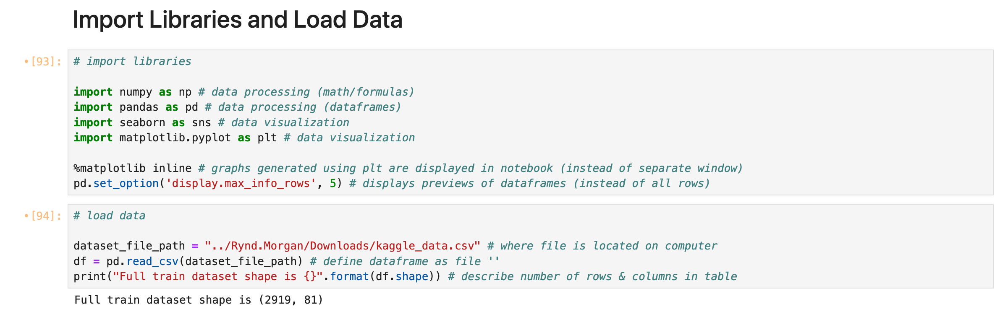 Import Libraries and Load Data
•[93]: # import libraries
import numpy as np # data processing (math/formulas)
import pandas as pd # data processing (dataframes)
import seaborn as sns # data visualization
import matplotlib.pyplot as plt # data visualization
%matplotlib inline # graphs generated using plt are displayed in notebook (instead of separate window)
pd.set_option('display.max_info_rows', 5) # displays previews of dataframes (instead of all rows)
•[94]: # load data
dataset_file_path = "../Rynd.Morgan/Downloads/kaggle_data.csv" # where file is located on computer
df = pd.read_csv(dataset_file_path) # define dataframe as file ''
print("Full train dataset shape is {}".format(df.shape)) # describe number of rows & columns in table
Full train dataset shape is (2919, 81)